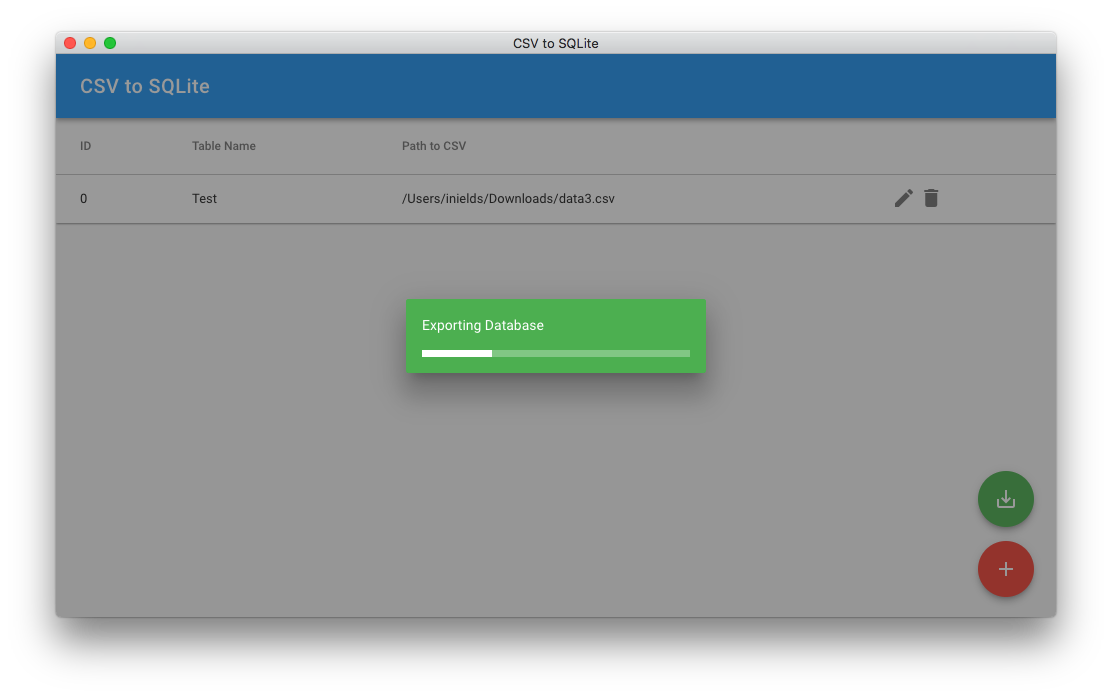 CSV to SQLite
CSV to SQLite
ID Table Name Path to CSV
0 Test /Users/inields/Downloads/data3.csv
Exporting Database